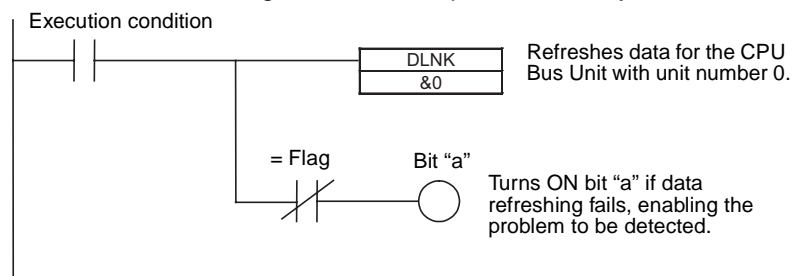 Execution condition
DLNK
&0
Refreshes data for the CPU
Bus Unit with unit number 0.
= Flag
Bit “a”
Turns ON bit “a” if data
refreshing fails, enabling the
problem to be detected.